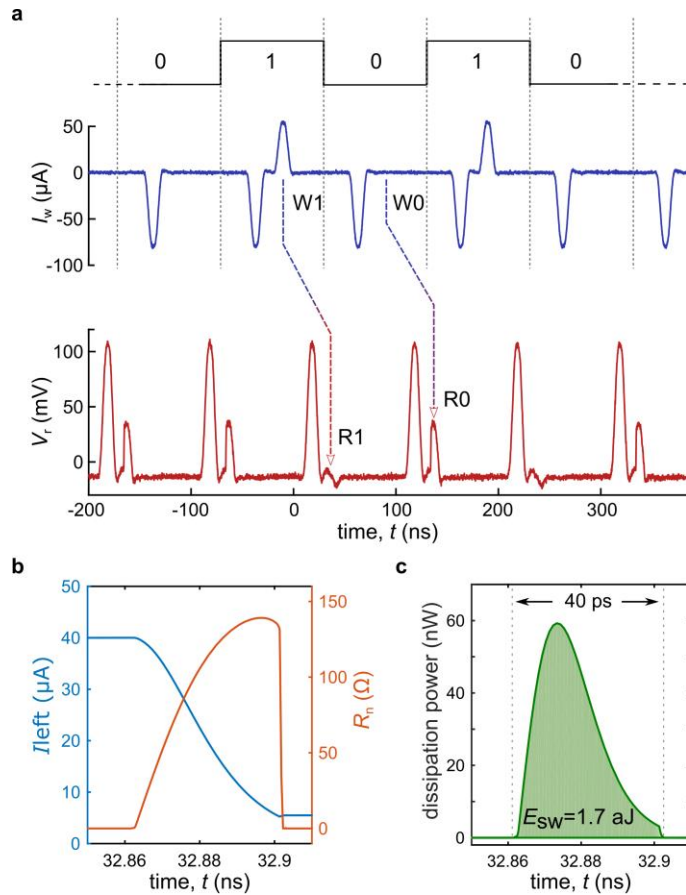 a
0 1 0 1 0
50
0
-50
-100
I_w (µA)
W1 W0
100
50
0
V_r (mV)
R1 R0
-200 -100 0 100 200 300
time, t (ns)
b
50
40
30
20
10
0
Ileft (µA)
150
100
50
0
R_n (Ω)
32.86 32.88 32.9
time, t (ns)
c
60
40
20
0
dissipation power (nW)
40 ps
E_SW=1.7 aJ
32.86 32.88 32.9
time, t (ns)